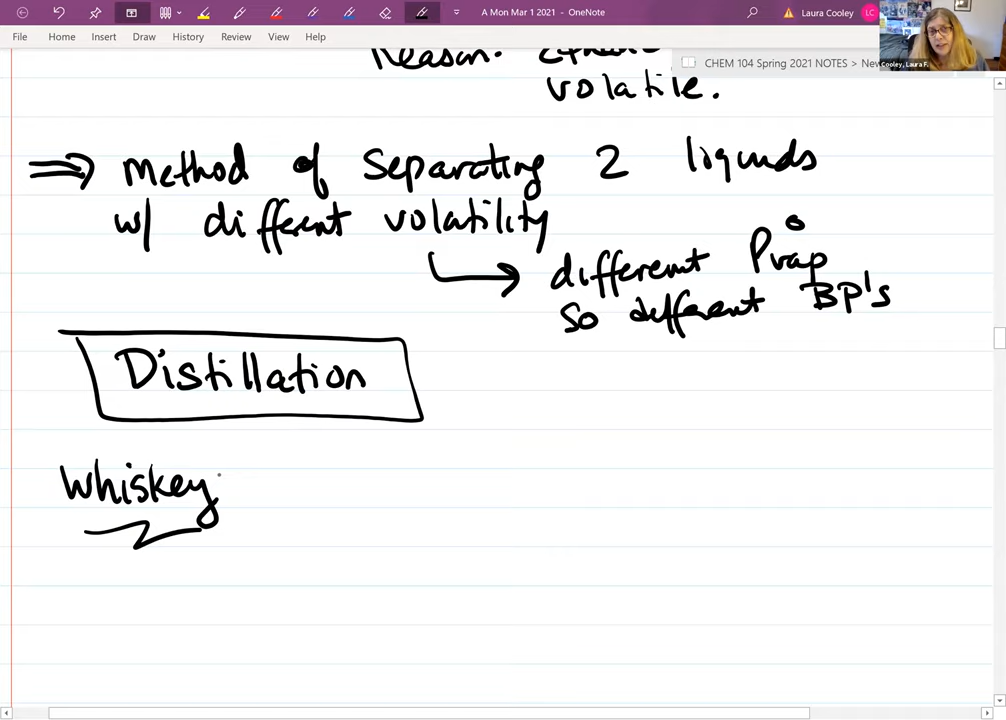 A Mon Mar 1 2021 - OneNote
Laura Cooley
LC
File Home Insert Draw History Review View Help
CHEM 104 Spring 2021 NOTES > New
Cooley, Laura F.
Reason:
volatile.
⇒ Method of Separating 2 liquids
w/ different volatility
different P°vap
So different BP's
Distillation
Whiskey